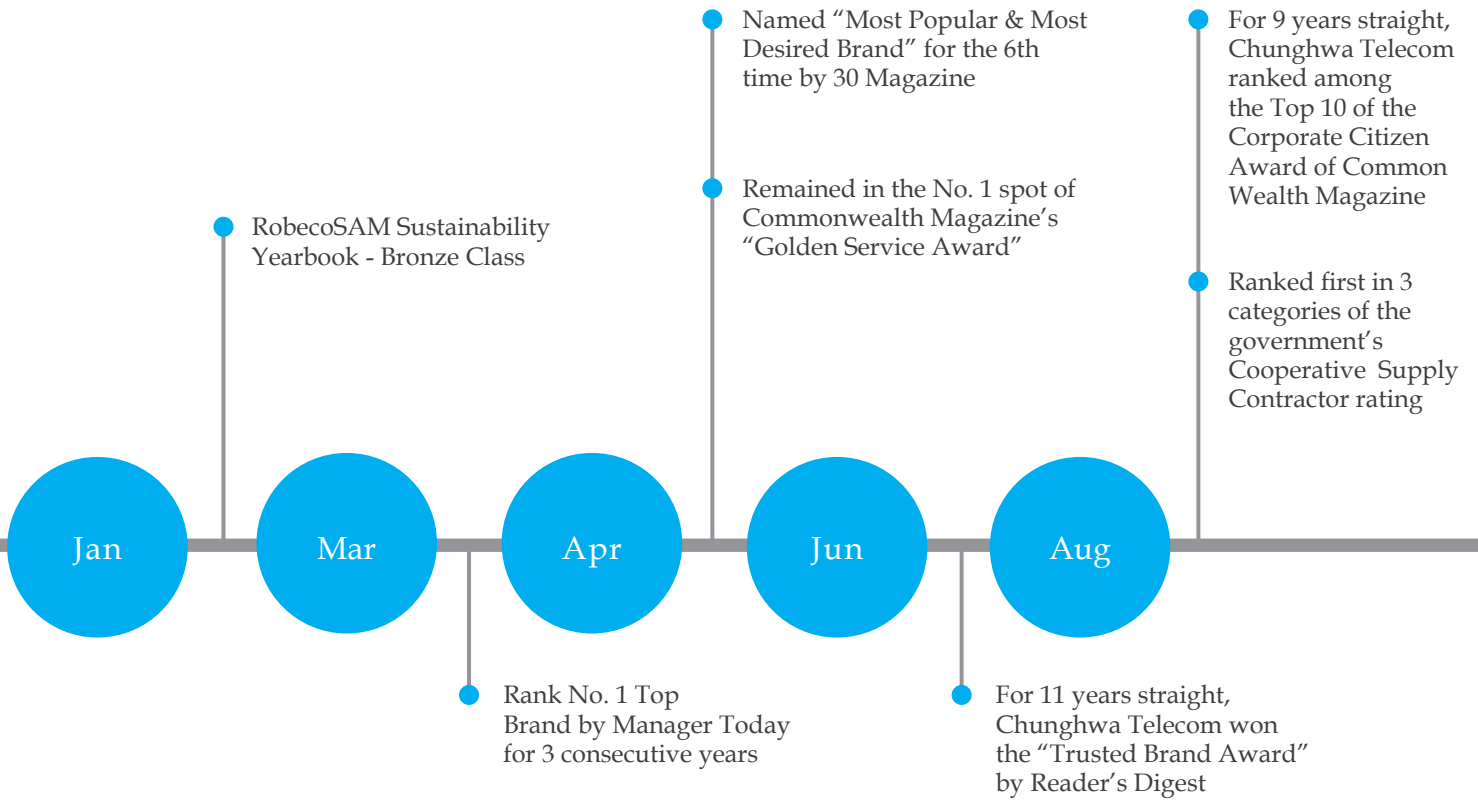 Named “Most Popular & Most
Desired Brand” for the 6th
time by 30 Magazine
For 9 years straight,
Chunghwa Telecom
ranked among
the Top 10 of the
Corporate Citizen
Award of Common
Wealth Magazine
Remained in the No. 1 spot of
Commonwealth Magazine’s
“Golden Service Award”
RobecoSAM Sustainability
Yearbook - Bronze Class
Ranked first in 3
categories of the
government’s
Cooperative  Supply
Contractor rating
Jan
Mar
Apr
Jun
Aug
Rank No. 1 Top
Brand by Manager Today
for 3 consecutive years
For 11 years straight,
Chunghwa Telecom won
the “Trusted Brand Award”
by Reader’s Digest